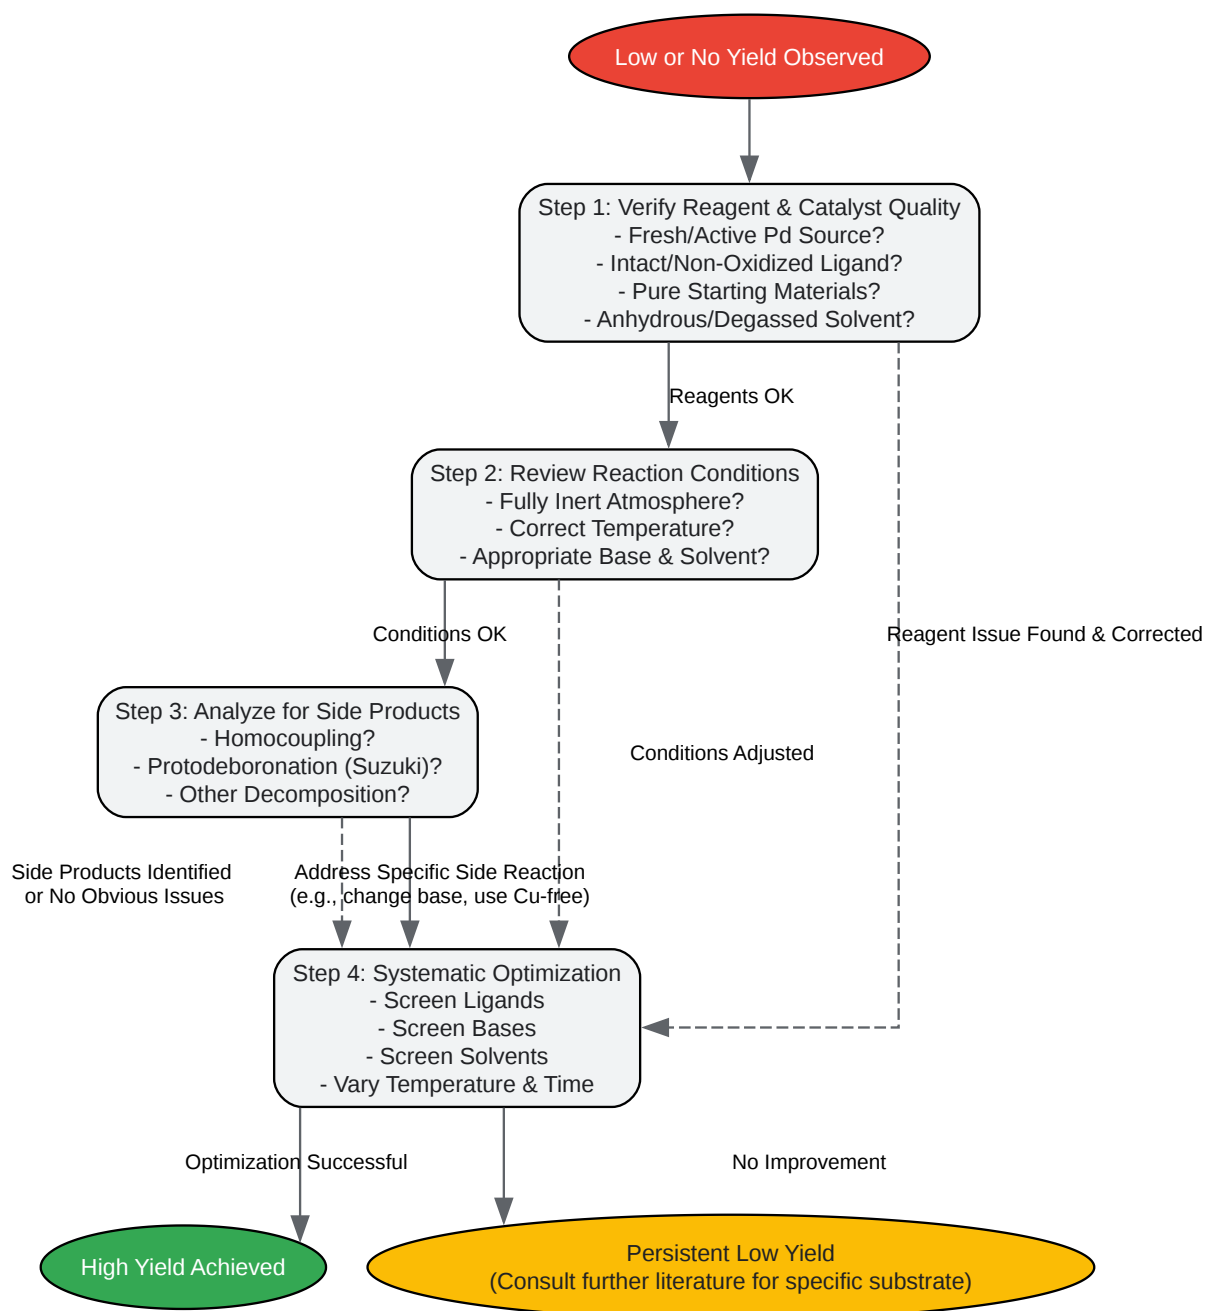 Low or No Yield Observed
Step 1: Verify Reagent & Catalyst Quality
- Fresh/Active Pd Source?
- Intact/Non-Oxidized Ligand?
- Pure Starting Materials?
- Anhydrous/Degassed Solvent?
Reagents OK
Step 2: Review Reaction Conditions
- Fully Inert Atmosphere?
- Correct Temperature?
- Appropriate Base & Solvent?
Conditions OK
Reagent Issue Found & Corrected
Step 3: Analyze for Side Products
- Homocoupling?
- Protodeboronation (Suzuki)?
- Other Decomposition?
Conditions Adjusted
Side Products Identified
or No Obvious Issues
Address Specific Side Reaction
(e.g., change base, use Cu-free)
Step 4: Systematic Optimization
- Screen Ligands
- Screen Bases
- Screen Solvents
- Vary Temperature & Time
Optimization Successful
No Improvement
High Yield Achieved
Persistent Low Yield
(Consult further literature for specific substrate)